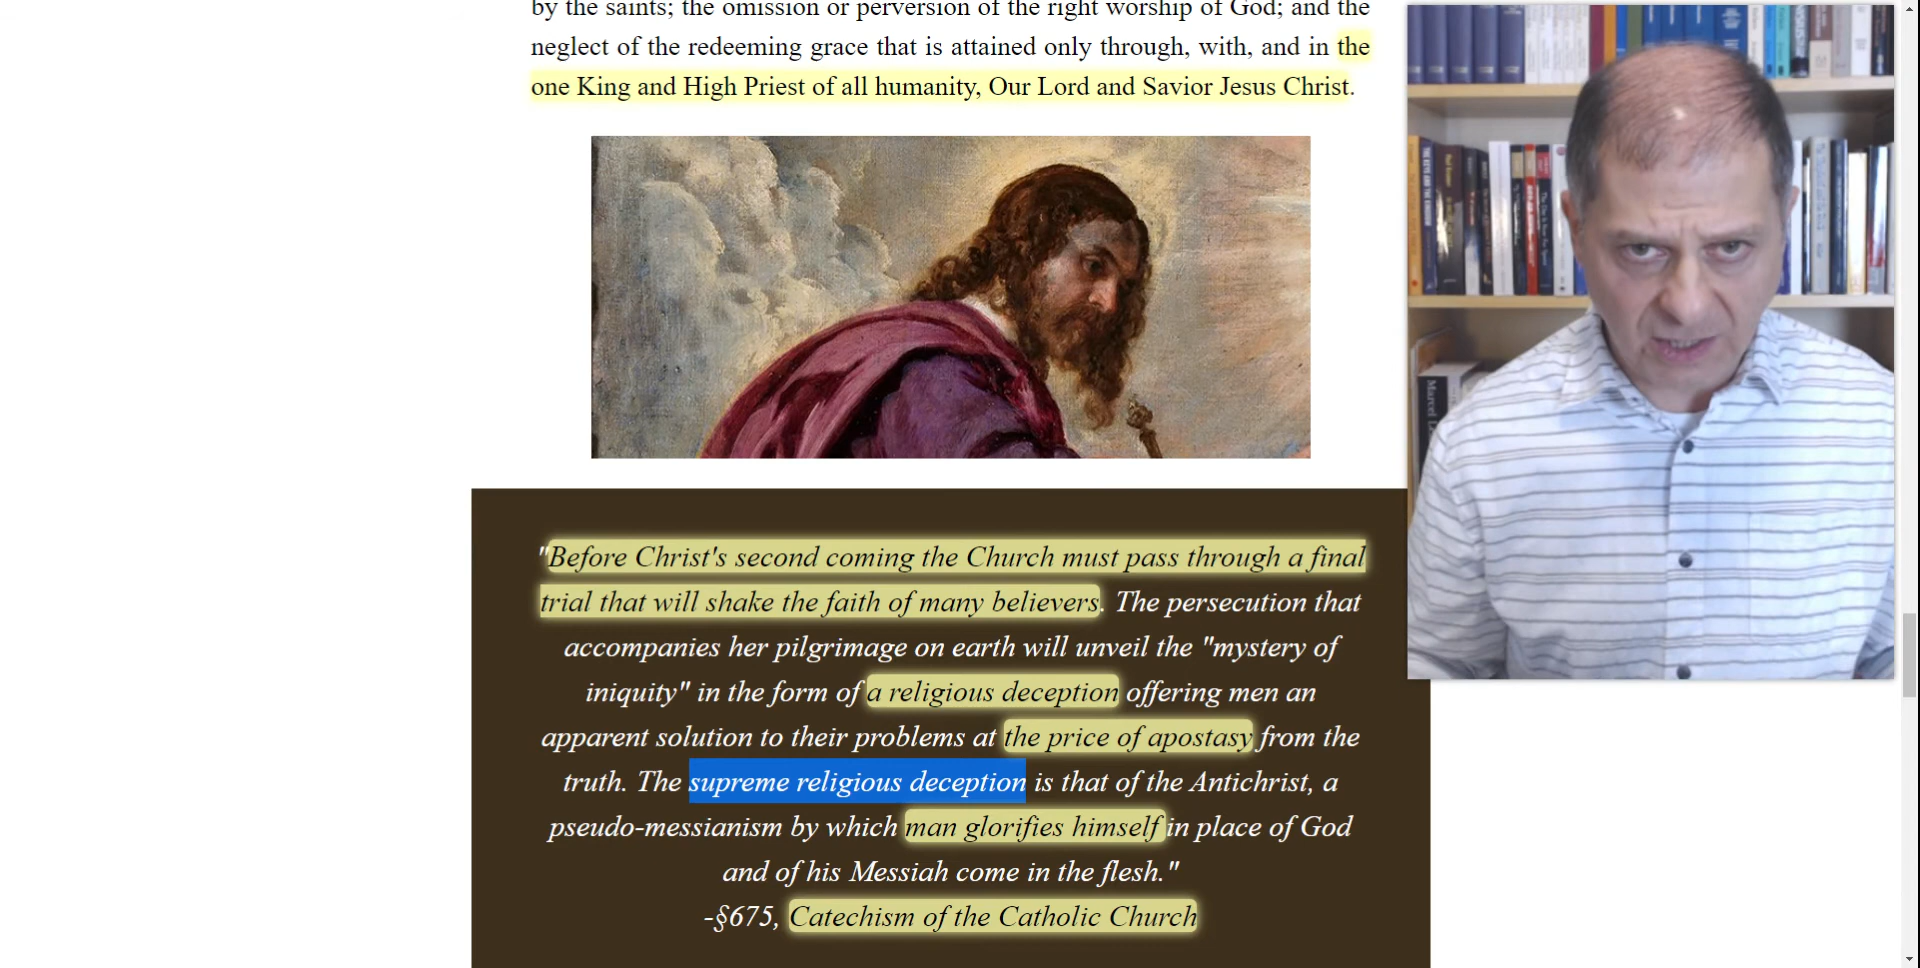 by the saints; the omission or perversion of the right worship of God; and the
neglect of the redeeming grace that is attained only through, with, and in the
one King and High Priest of all humanity, Our Lord and Savior Jesus Christ.
"Before Christ's second coming the Church must pass through a final
trial that will shake the faith of many believers. The persecution that
accompanies her pilgrimage on earth will unveil the "mystery of
iniquity" in the form of a religious deception offering men an
apparent solution to their problems at the price of apostasy from the
truth. The supreme religious deception is that of the Antichrist, a
pseudo-messianism by which man glorifies himself in place of God
and of his Messiah come in the flesh."
-§675, Catechism of the Catholic Church
Marcel